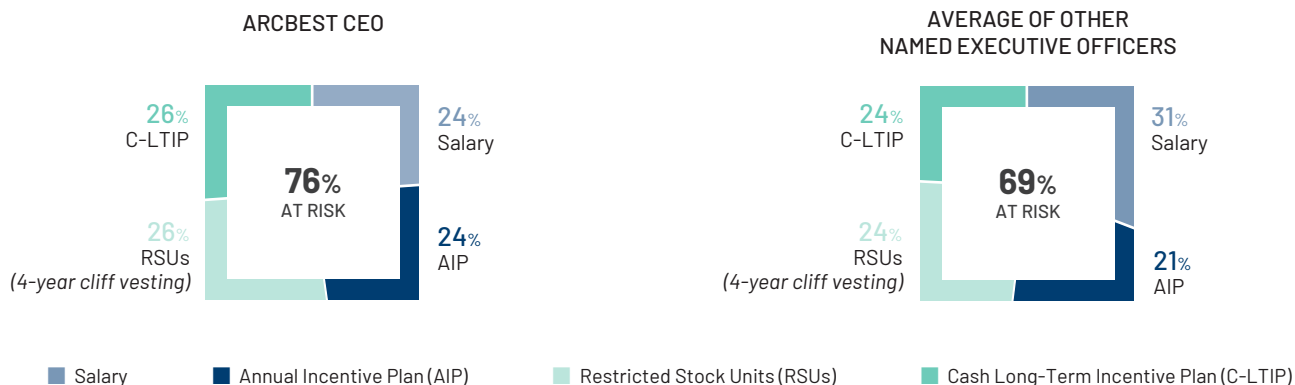 ARCBEST CEO
26%
C-LTIP
24%
Salary
76%
AT RISK
26%
RSUs
(4-year cliff vesting)
24%
AIP
AVERAGE OF OTHER
NAMED EXECUTIVE OFFICERS
24%
C-LTIP
31%
Salary
69%
AT RISK
24%
RSUs
(4-year cliff vesting)
21%
AIP
Salary
Annual Incentive Plan (AIP)
Restricted Stock Units (RSUs)
Cash Long-Term Incentive Plan (C-LTIP)